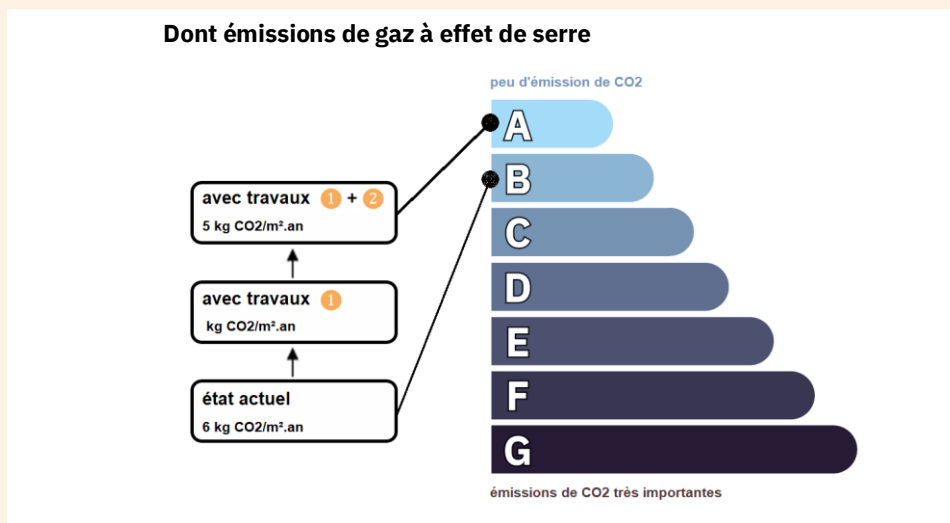 Dont émissions de gaz à effet de serre
peu d'émission de CO2
A
B
avec travaux 1 + 2
5 kg CO2/m².an
C
D
avec travaux 1
kg CO2/m².an
E
F
état actuel
6 kg CO2/m².an
G
émissions de CO2 très importantes